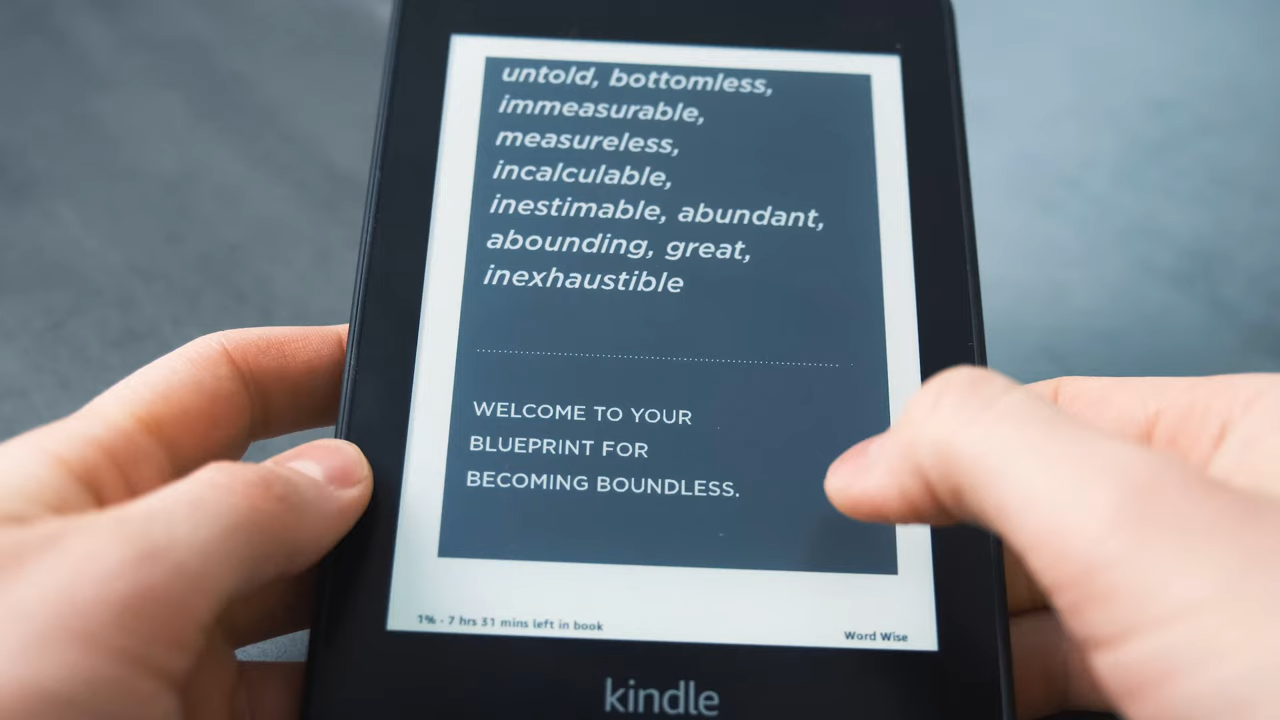 untold, bottomless,
immeasurable,
measureless,
incalculable,
inestimable, abundant,
abounding, great,
inexhaustible
WELCOME TO YOUR
BLUEPRINT FOR
BECOMING BOUNDLESS.
1% - 7 hrs 31 mins left in book
Word Wise
kindle